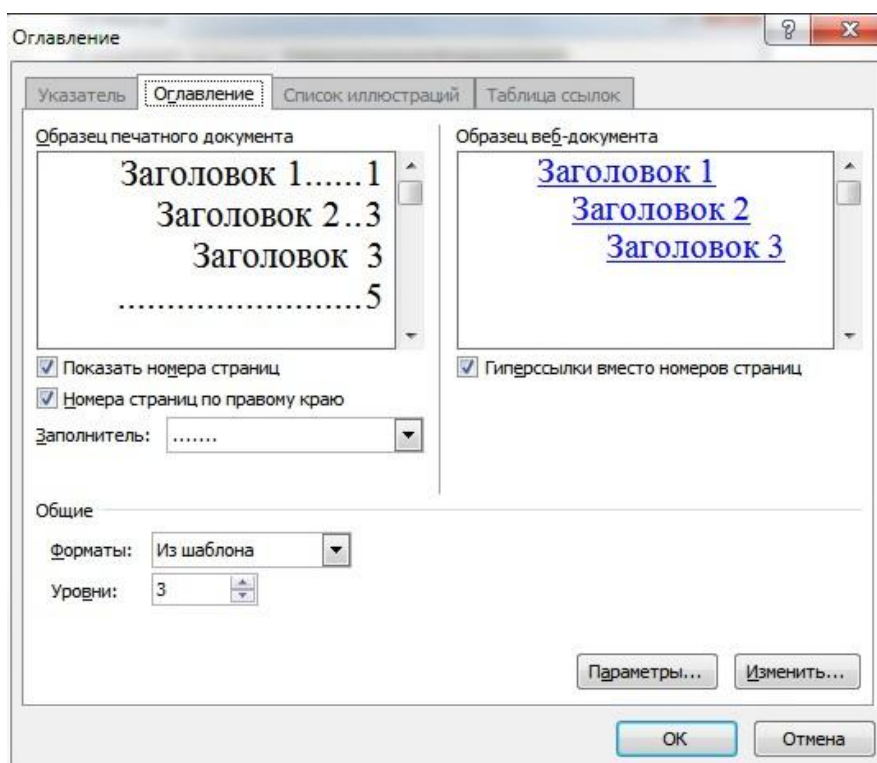 Оглавление
Указатель Оглавление Список иллюстраций Таблица ссылок
Образец печатного документа
Заголовок 1......1
Заголовок 2..3
Заголовок 3
.........................5
Показать номера страниц
Номера страниц по правому краю
Заполнитель: .......
Образец веб-документа
Заголовок 1
Заголовок 2
Заголовок 3
Гиперссылки вместо номеров страниц
Общие
Форматы: Из шаблона
Уровни: 3
Параметры... Изменить...
ОК Отмена